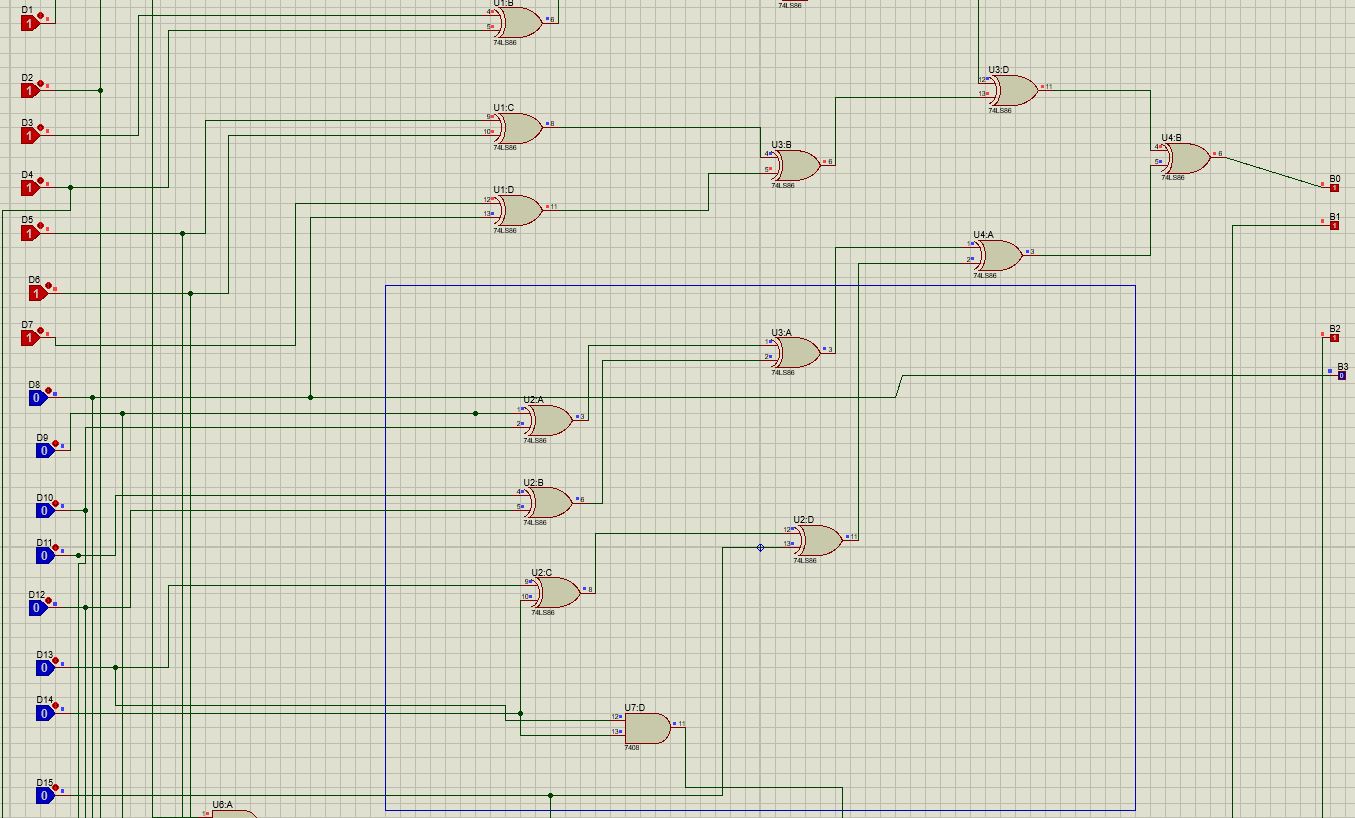 D1
1
U1:B
4
5
6
74LS86
74LS86
D2
1
U3:D
12
13
11
74LS86
D3
1
U1:C
9
10
8
74LS86
U3:B
4
5
6
74LS86
U4:B
4
5
6
74LS86
D4
1
B0
1
U1:D
12
13
11
74LS86
B1
1
D5
1
U4:A
1
2
3
74LS86
D6
1
D7
1
U3:A
1
2
3
74LS86
B2
1
B3
0
D8
0
U2:A
1
2
3
74LS86
D9
0
U2:B
4
5
6
74LS86
D10
0
U2:D
12
13
11
74LS86
D11
0
U2:C
9
10
8
74LS86
D12
0
D13
0
D14
0
U7:D
12
13
11
7408
D15
0
U6:A
1